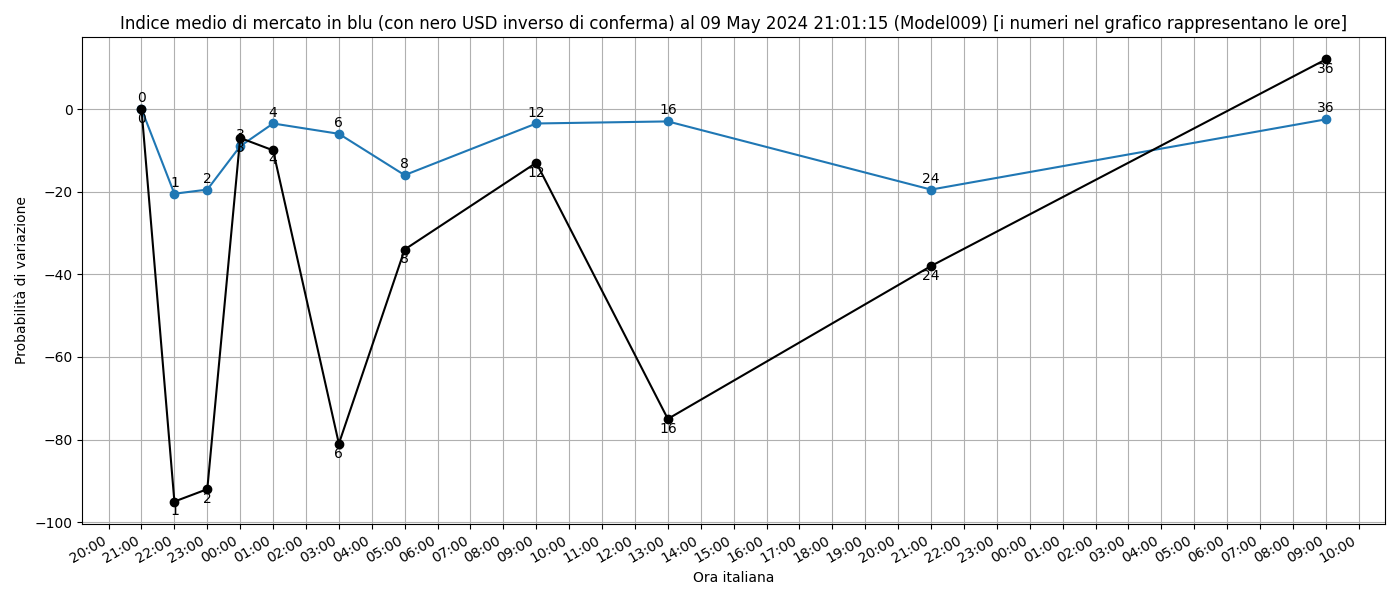 Indice medio di mercato in blu (con nero USD inverso di conferma) al 09 May 2024 21:01:15 (Model009) [i numeri nel grafico rappresentano le ore]
Probabilità di variazione
0
−20
−40
−60
−80
−100
0 1 2 3 4 6 8 12 16 24 36
0 1 2 3 4 6 8 12 16 24 36
20:00 21:00 22:00 23:00 00:00 01:00 02:00 03:00 04:00 05:00 06:00 07:00 08:00 09:00 10:00 11:00 12:00 13:00 14:00 15:00 16:00 17:00 18:00 19:00 20:00 21:00 22:00 23:00 00:00 01:00 02:00 03:00 04:00 05:00 06:00 07:00 08:00 09:00 10:00
Ora italiana